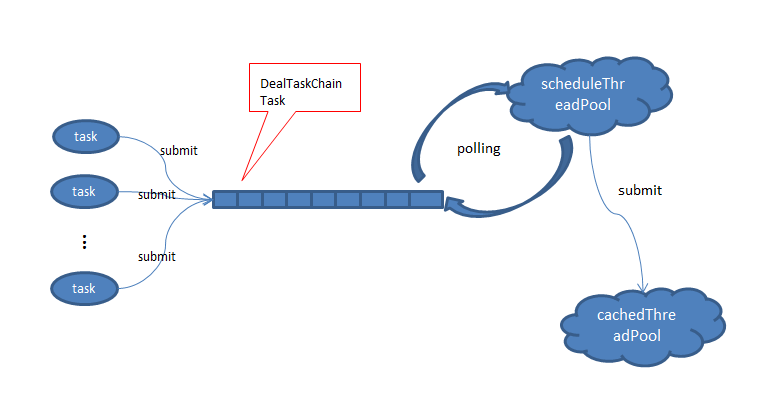 DealTaskChain
Task
scheduleThr
eadPool
task
submit
polling
task
submit
submit
⋮
submit
task
cachedThre
adPool